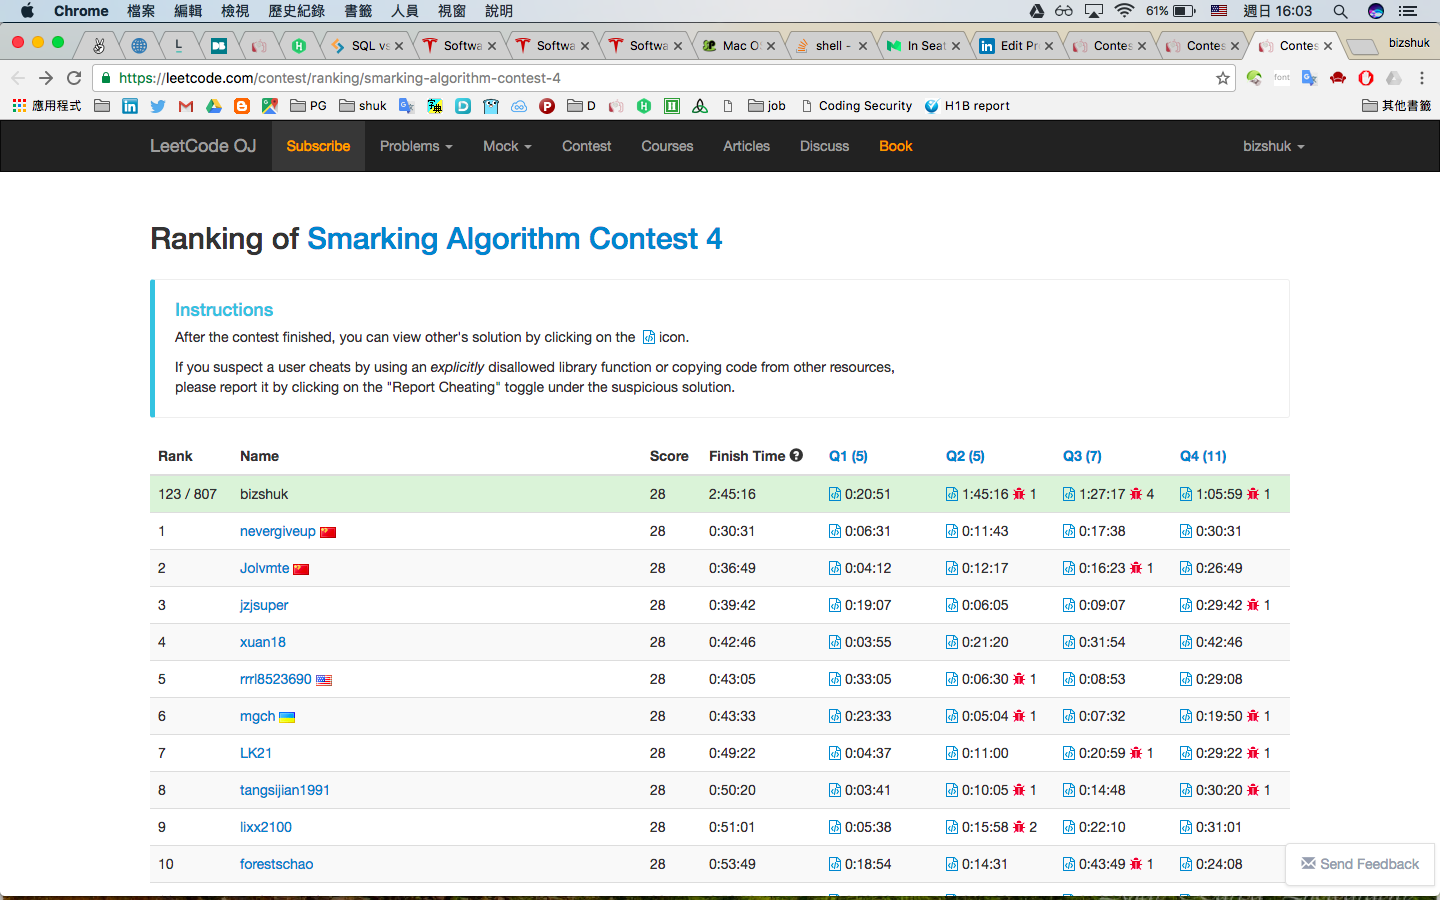 Chrome 檔案 編輯 檢視 歷史紀錄 書籤 人員 視窗 說明 61% 週日 16:03
L DB H SQL vs Softwa Softwa Softwa Mac O shell - In Seat Edit Pr Contes Contes Contes bizshuk
https://leetcode.com/contest/ranking/smarking-algorithm-contest-4 font
應用程式 PG shuk D job Coding Security H1B report 其他書籤
LeetCode OJ Subscribe Problems Mock Contest Courses Articles Discuss Book bizshuk
Ranking of Smarking Algorithm Contest 4
Instructions
After the contest finished, you can view other's solution by clicking on the icon.
If you suspect a user cheats by using an explicitly disallowed library function or copying code from other resources,
please report it by clicking on the "Report Cheating" toggle under the suspicious solution.
Rank Name Score Finish Time Q1 (5) Q2 (5) Q3 (7) Q4 (11)
123 / 807 bizshuk 28 2:45:16 0:20:51 1:45:16 1 1:27:17 4 1:05:59 1
1 nevergiveup 28 0:30:31 0:06:31 0:11:43 0:17:38 0:30:31
2 Jolvmte 28 0:36:49 0:04:12 0:12:17 0:16:23 1 0:26:49
3 jzjsuper 28 0:39:42 0:19:07 0:06:05 0:09:07 0:29:42 1
4 xuan18 28 0:42:46 0:03:55 0:21:20 0:31:54 0:42:46
5 rrrl8523690 28 0:43:05 0:33:05 0:06:30 1 0:08:53 0:29:08
6 mgch 28 0:43:33 0:23:33 0:05:04 1 0:07:32 0:19:50 1
7 LK21 28 0:49:22 0:04:37 0:11:00 0:20:59 1 0:29:22 1
8 tangsijian1991 28 0:50:20 0:03:41 0:10:05 1 0:14:48 0:30:20 1
9 lixx2100 28 0:51:01 0:05:38 0:15:58 2 0:22:10 0:31:01
10 forestschao 28 0:53:49 0:18:54 0:14:31 0:43:49 1 0:24:08
Send Feedback